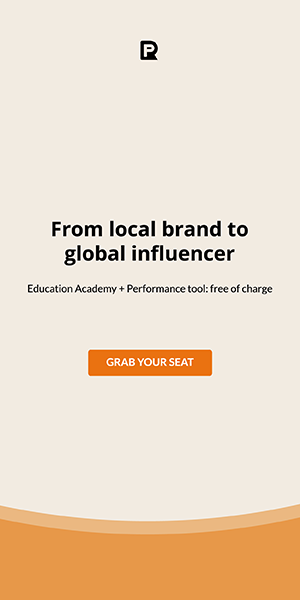 From local brand to
global influencer
Education Academy + Performance tool: free of charge
GRAB YOUR SEAT